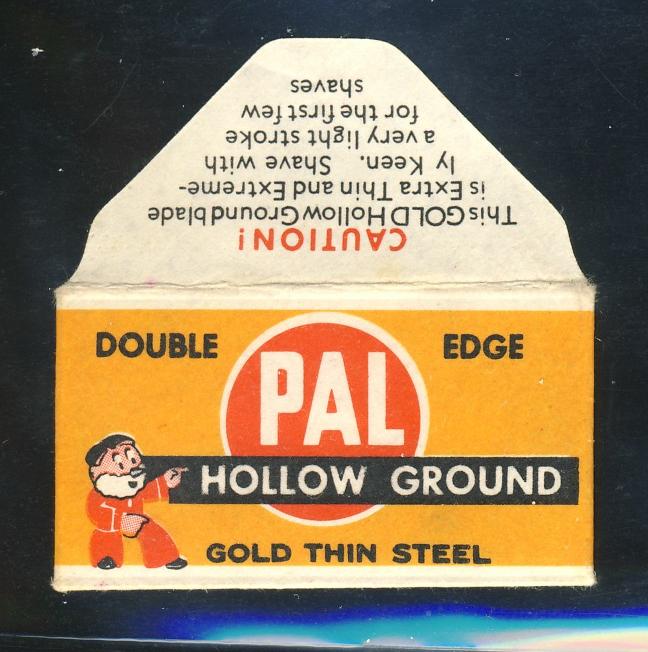 CAUTION!
This GOLD Hollow Ground blade
is Extra Thin and Extreme-
ly Keen. Shave with
a very light stroke
for the first few
shaves
DOUBLE EDGE
PAL
HOLLOW GROUND
GOLD THIN STEEL